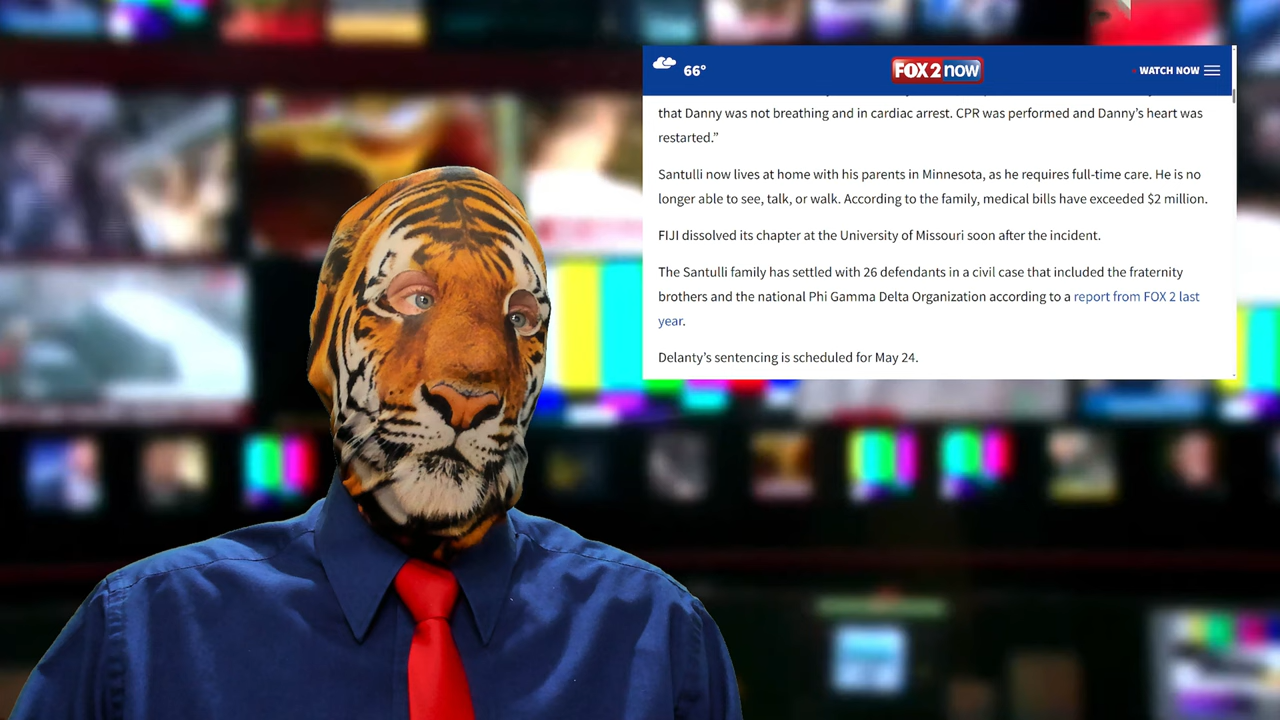 66°
FOX 2 now
WATCH NOW
that Danny was not breathing and in cardiac arrest. CPR was performed and Danny’s heart was
restarted.”
Santulli now lives at home with his parents in Minnesota, as he requires full-time care. He is no
longer able to see, talk, or walk. According to the family, medical bills have exceeded $2 million.
FIJI dissolved its chapter at the University of Missouri soon after the incident.
The Santulli family has settled with 26 defendants in a civil case that included the fraternity
brothers and the national Phi Gamma Delta Organization according to a report from FOX 2 last
year.
Delanty’s sentencing is scheduled for May 24.